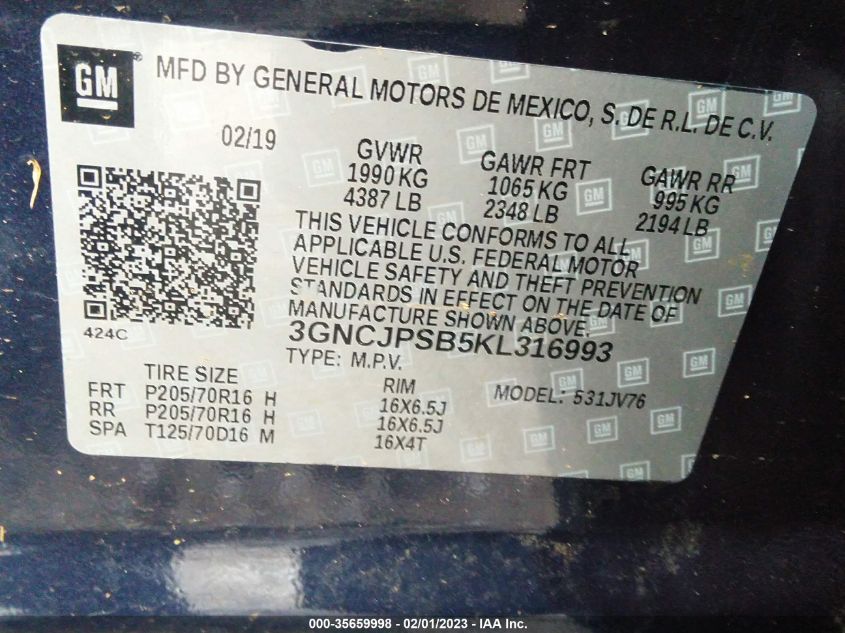 GM
MFD BY GENERAL MOTORS DE MEXICO, S. DE R.L. DE C.V.
02/19
GVWR GAWR FRT GAWR RR
1990 KG 1065 KG 995 KG
4387 LB 2348 LB 2194 LB
THIS VEHICLE CONFORMS TO ALL
APPLICABLE U.S. FEDERAL MOTOR
VEHICLE SAFETY AND THEFT PREVENTION
STANDARDS IN EFFECT ON THE DATE OF
MANUFACTURE SHOWN ABOVE.
424C
3GNCJPSB5KL316993
TYPE: M.P.V.
TIRE SIZE RIM MODEL: 531JV76
FRT P205/70R16 H 16X6.5J
RR P205/70R16 H 16X6.5J
SPA T125/70D16 M 16X4T
000-35659998 - 02/01/2023 - IAA Inc.